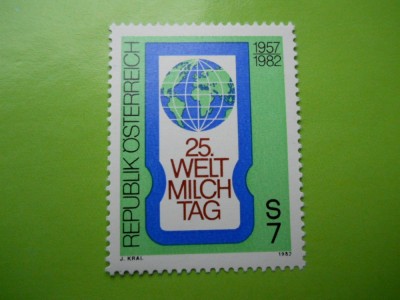 REPUBLIK ÖSTERREICH
1957
1982
25.
WELT
MILCH
TAG
S
7
J. KRAL
1982